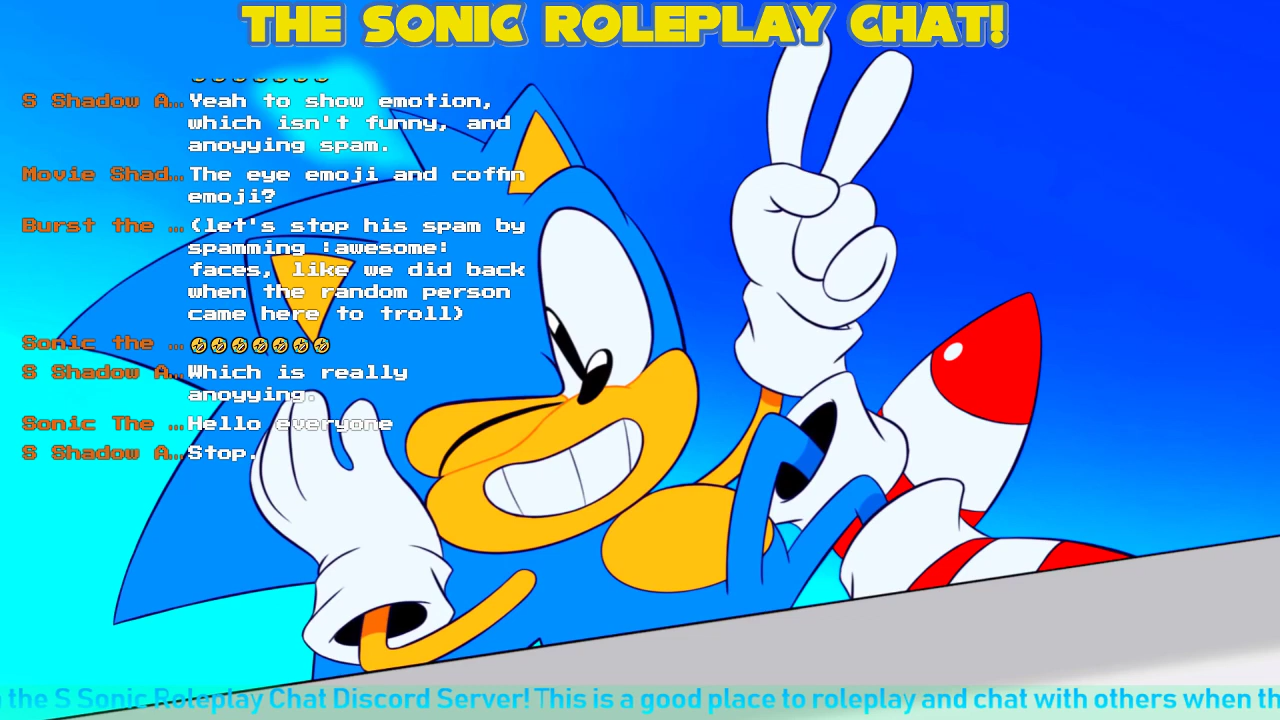 THE SONIC ROLEPLAY CHAT!
S Shadow A... Yeah to show emotion,
which isn't funny, and
anoyying spam.
Movie Shad... The eye emoji and coffin
emoji?
Burst the ... (let's stop his spam by
spamming :awesome:
faces, like we did back
when the random person
came here to troll)
Sonic the ... 🤣🤣🤣🤣🤣🤣🤣
S Shadow A... Which is really
anoyying.
Sonic The ... Hello everyone
S Shadow A... Stop.
the S Sonic Roleplay Chat Discord Server! This is a good place to roleplay and chat with others when th